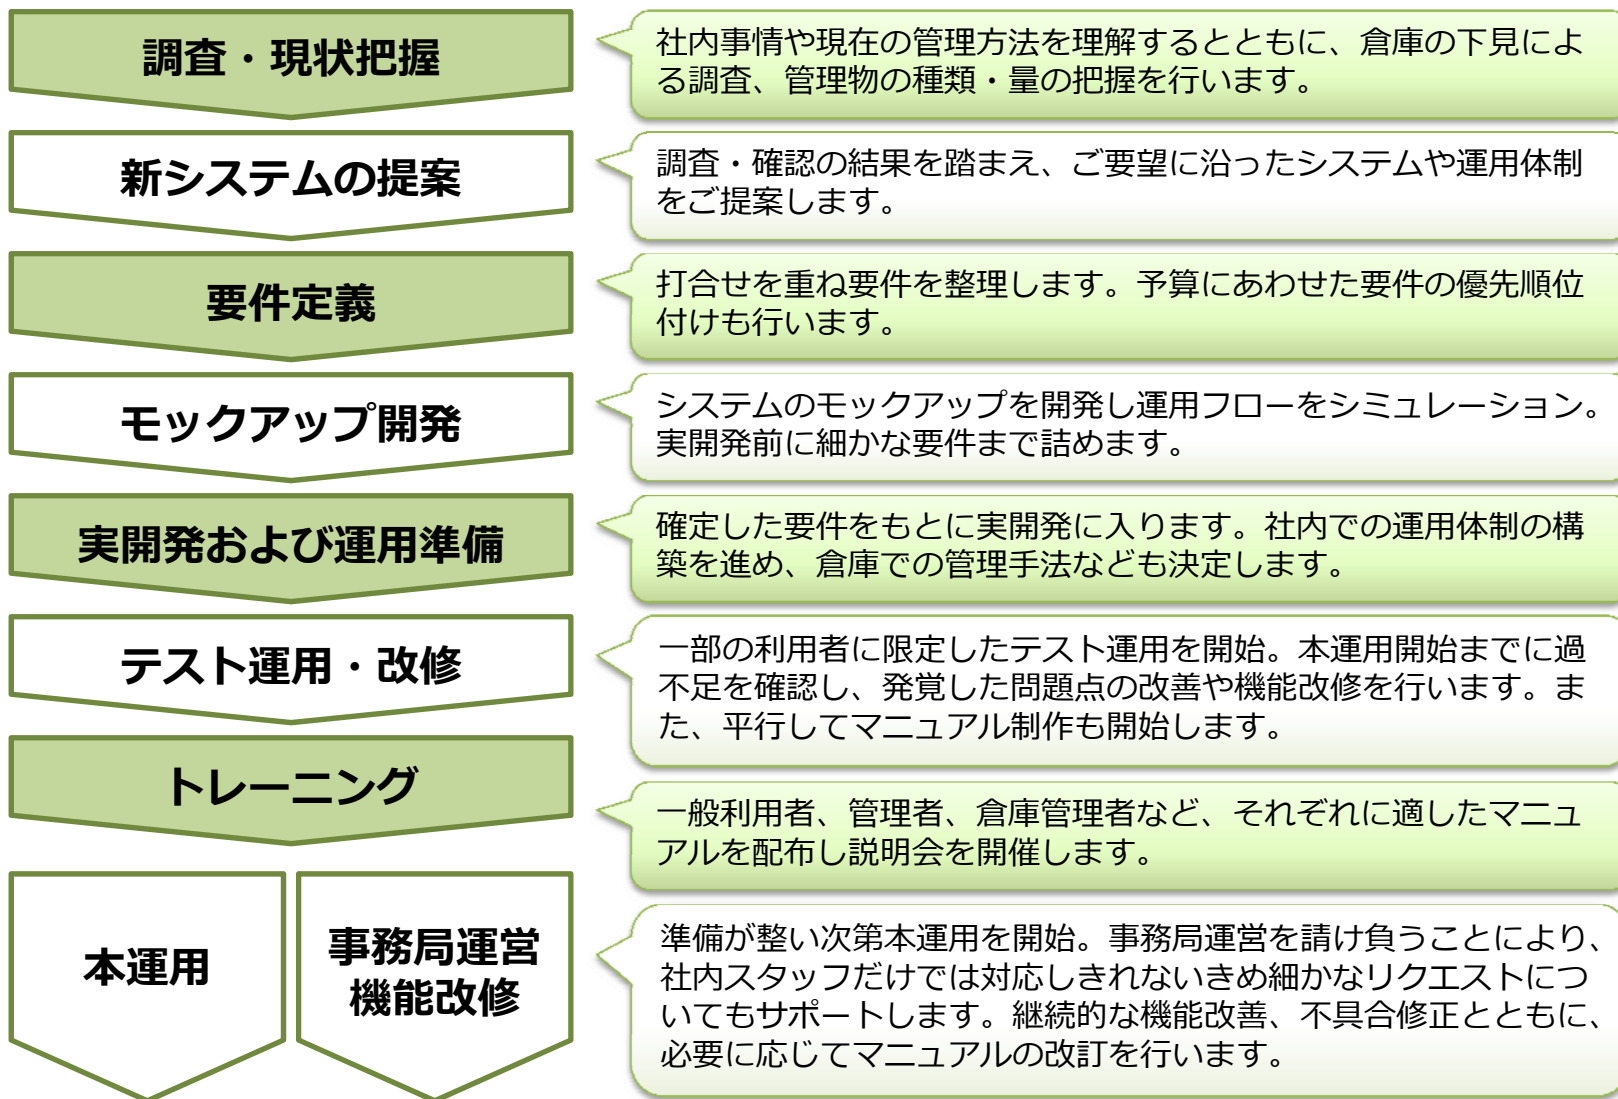 調査・現状把握
社内事情や現在の管理方法を理解するとともに、倉庫の下見によ
る調査、管理物の種類・量の把握を行います。
新システムの提案
調査・確認の結果を踏まえ、ご要望に沿ったシステムや運用体制
をご提案します。
要件定義
打合せを重ね要件を整理します。予算にあわせた要件の優先順位
付けも行います。
モックアップ開発
システムのモックアップを開発し運用フローをシミュレーション。
実開発前に細かな要件まで詰めます。
実開発および運用準備
確定した要件をもとに実開発に入ります。社内での運用体制の構
築を進め、倉庫での管理手法なども決定します。
テスト運用・改修
一部の利用者に限定したテスト運用を開始。本運用開始までに過
不足を確認し、発覚した問題点の改善や機能改修を行います。ま
た、平行してマニュアル制作も開始します。
トレーニング
一般利用者、管理者、倉庫管理者など、それぞれに適したマニュ
アルを配布し説明会を開催します。
本運用
事務局運営
機能改修
準備が整い次第本運用を開始。事務局運営を請け負うことにより、
社内スタッフだけでは対応しきれないきめ細かなリクエストにつ
いてもサポートします。継続的な機能改善、不具合修正とともに、
必要に応じてマニュアルの改訂を行います。